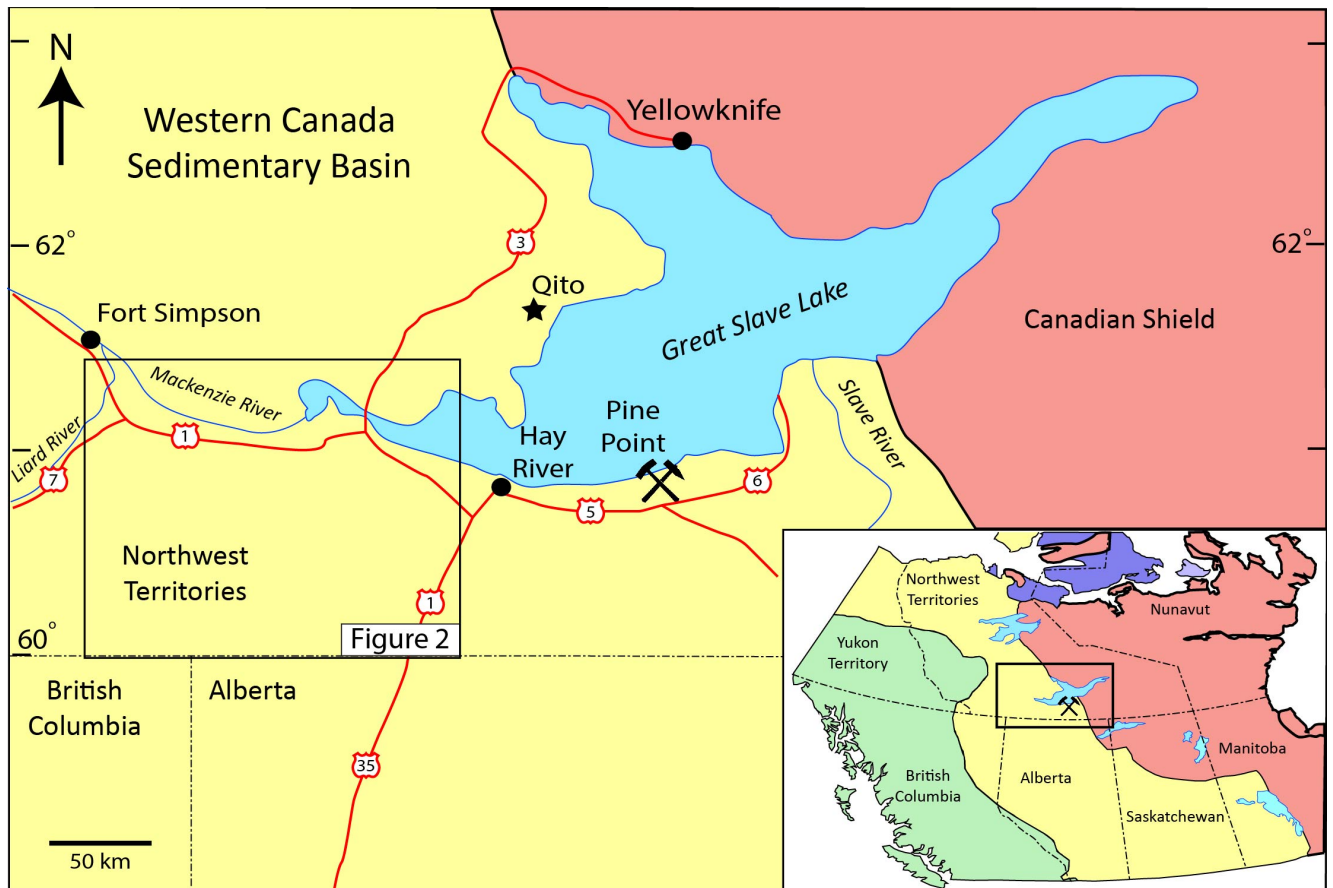 N
Western Canada
Sedimentary Basin
Yellowknife
62°
3
62°
Qito
Fort Simpson
Great Slave Lake
Canadian Shield
Mackenzie River
Slave River
Pine
Point
Hay
River
Liard River
1
7
6
5
Northwest
Territories
1
Figure 2
60°
British
Columbia
Alberta
35
50 km
Northwest
Territories
Nunavut
Yukon
Territory
Manitoba
British
Columbia
Alberta
Saskatchewan